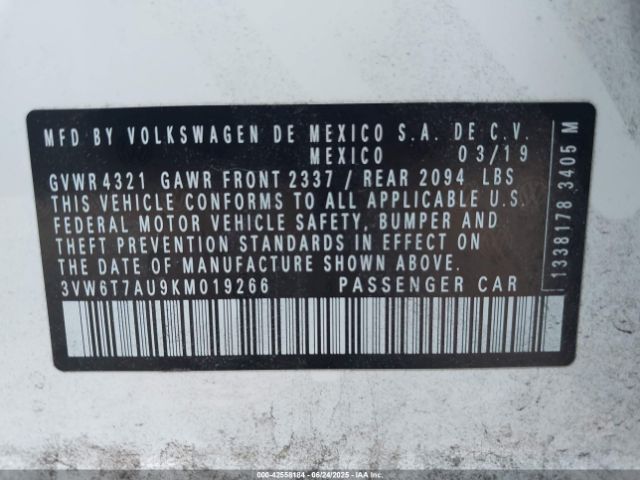 MFD BY VOLKSWAGEN DE MEXICO S.A. DE C.V.
MEXICO 03/19
GVWR 4321 GAWR FRONT 2337 / REAR 2094 LBS
THIS VEHICLE CONFORMS TO ALL APPLICABLE U.S.
FEDERAL MOTOR VEHICLE SAFETY, BUMPER AND
THEFT PREVENTION STANDARDS IN EFFECT ON
THE DATE OF MANUFACTURE SHOWN ABOVE.
3VW6T7AU9KM019266 PASSENGER CAR
1338178 3405 M
000-42558184 - 06/24/2025 - IAAI.com